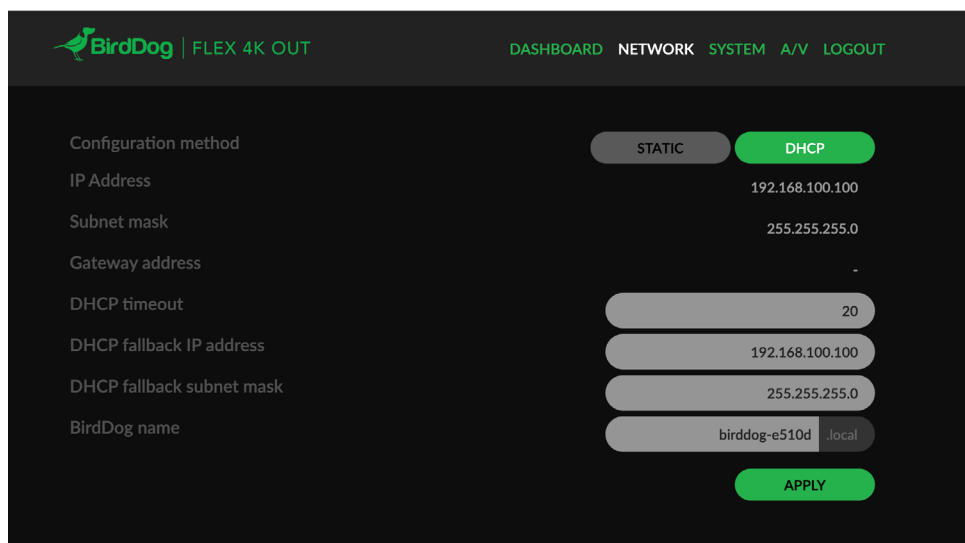 BirdDog | FLEX 4K OUT
DASHBOARD NETWORK SYSTEM A/V LOGOUT
Configuration method STATIC DHCP
IP Address 192.168.100.100
Subnet mask 255.255.255.0
Gateway address -
DHCP timeout 20
DHCP fallback IP address 192.168.100.100
DHCP fallback subnet mask 255.255.255.0
BirdDog name birddog-e510d .local
APPLY